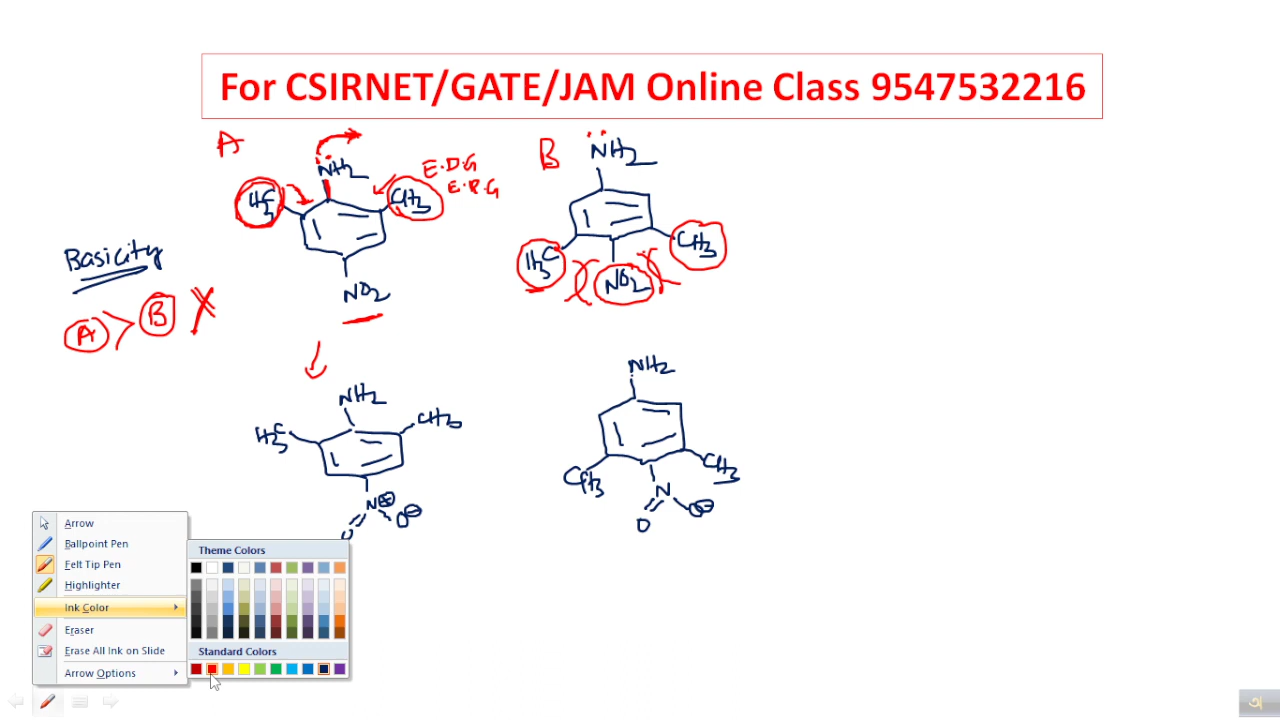 For CSIRNET/GATE/JAM Online Class 9547532216
A
NH2
H3C
CH3
E.D.G
E.R.G
NO2
B
NH2
H3C
CH3
NO2
Basicity
A > B X
NH2
H3C
CH3
N⊕
O
O⊖
NH2
CH3
CH3
N
O
O⊖
Arrow
Ballpoint Pen
Felt Tip Pen
Highlighter
Ink Color
Eraser
Erase All Ink on Slide
Arrow Options
Theme Colors
Standard Colors
অ